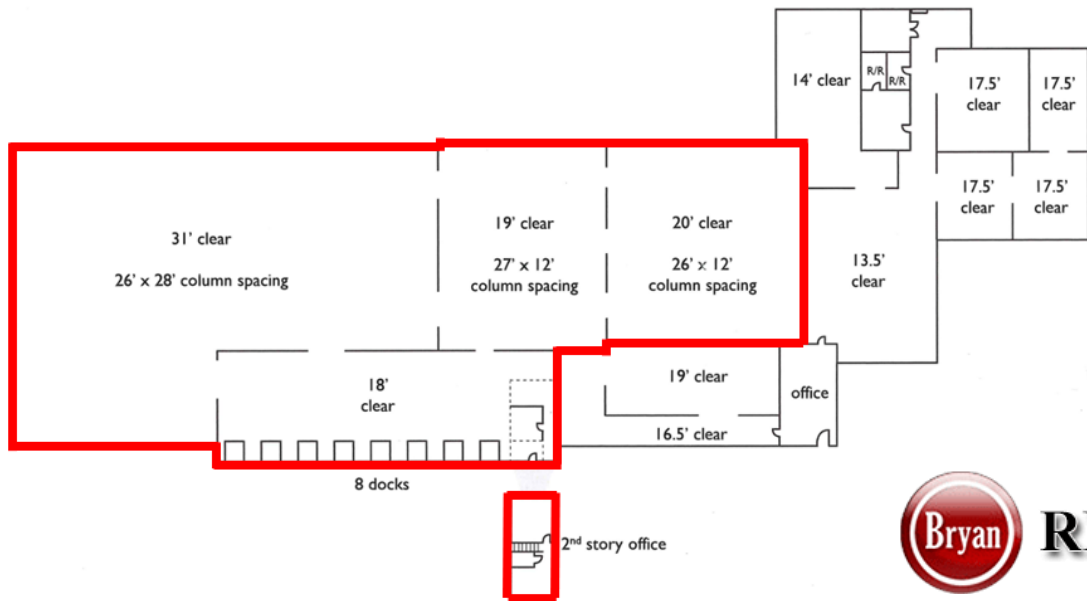 14' clear
R/R
R/R
17.5'
clear
17.5'
clear
17.5'
clear
17.5'
clear
31' clear
26' x 28' column spacing
19' clear
27' x 12'
column spacing
20' clear
26' x 12'
column spacing
13.5'
clear
18'
clear
19' clear
office
16.5' clear
8 docks
2nd story office
Bryan